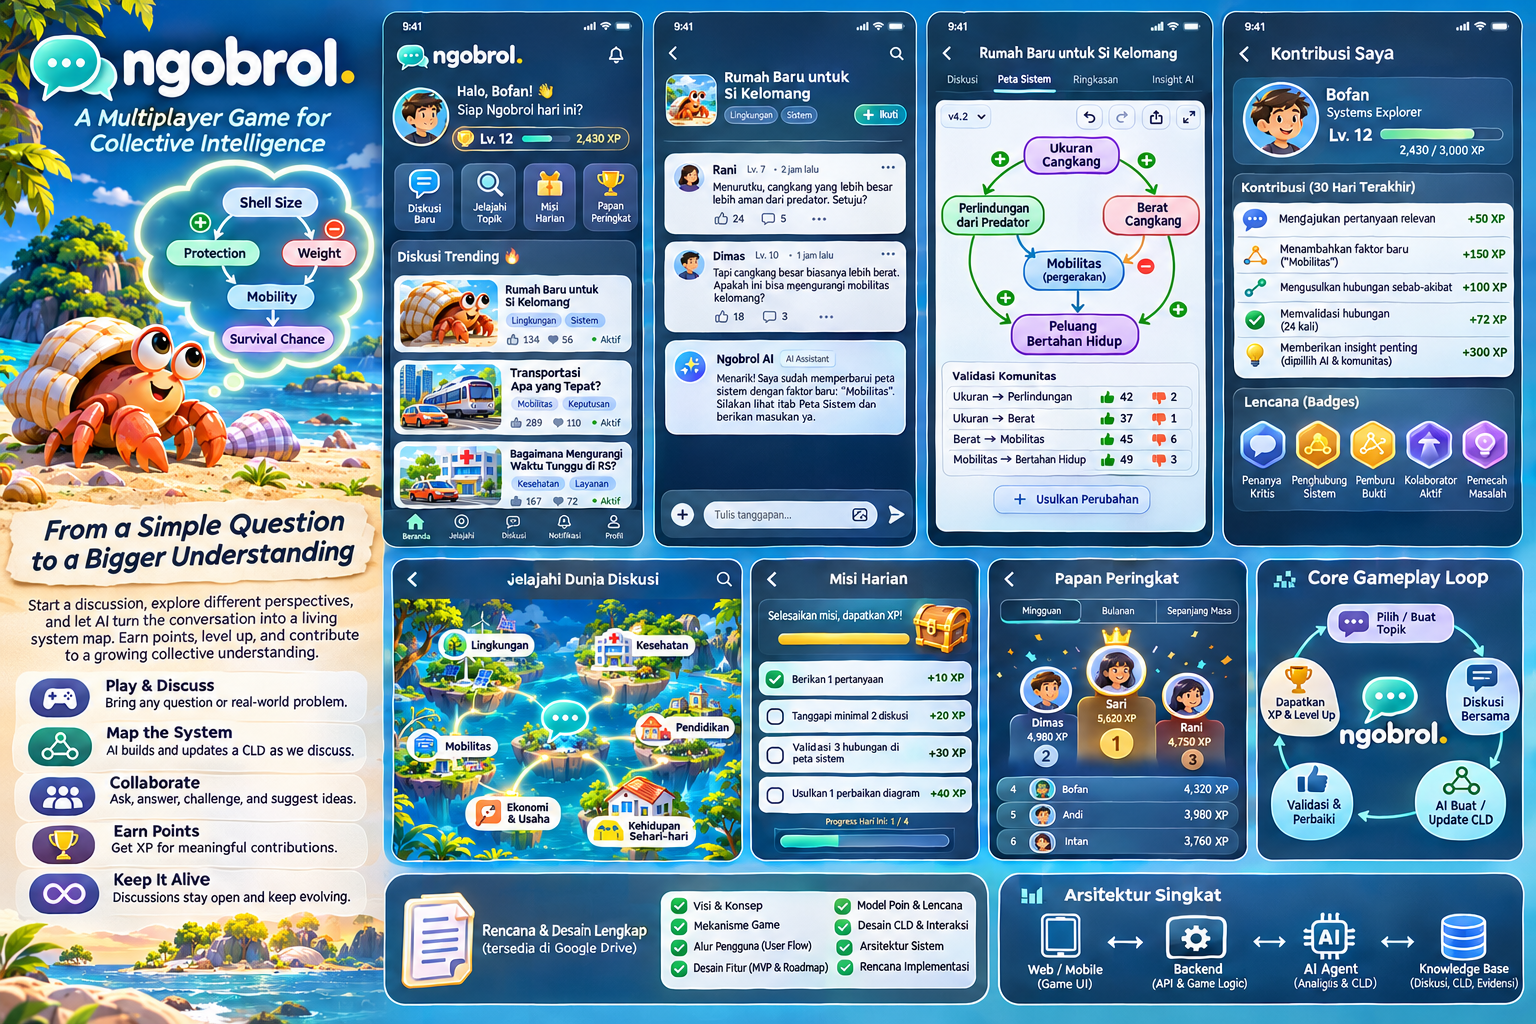 ngobrol.
A Multiplayer Game for
Collective Intelligence
Shell Size
Protection
Weight
Mobility
Survival Chance
From a Simple Question
to a Bigger Understanding
Start a discussion, explore different perspectives,
and let AI turn the conversation into a living
system map. Earn points, level up, and contribute
to a growing collective understanding.
Play & Discuss
Bring any question or real-world problem.
Map the System
AI builds and updates a CLD as we discuss.
Collaborate
Ask, answer, challenge, and suggest ideas.
Earn Points
Get XP for meaningful contributions.
Keep It Alive
Discussions stay open and keep evolving.
9:41
ngobrol.
Halo, Bofan! 👋
Siap Ngobrol hari ini?
Lv. 12
2,430 XP
Diskusi
Baru
Jelajahi
Topik
Misi
Harian
Papan
Peringkat
Diskusi Trending 🔥
Rumah Baru untuk
Si Kelomang
Lingkungan
Sistem
134
56
• Aktif
Transportasi
Apa yang Tepat?
Mobilitas
Keputusan
289
110
• Aktif
Bagaimana Mengurangi
Waktu Tunggu di RS?
Kesehatan
Layanan
167
72
• Aktif
Beranda
Jelajahi
Diskusi
Notifikasi
Profil
9:41
Rumah Baru untuk
Si Kelomang
Lingkungan
Sistem
+ Ikuti
Rani
Lv. 7 • 2 jam lalu
Menurutku, cangkang yang lebih besar
lebih aman dari predator. Setuju?
24
5
Dimas
Lv. 10 • 1 jam lalu
Tapi cangkang besar biasanya lebih berat.
Apakah ini bisa mengurangi mobilitas
kelomang?
18
3
Ngobrol AI
AI Assistant
Menarik! Saya sudah memperbarui peta
sistem dengan faktor baru: "Mobilitas".
Silakan lihat itab Peta Sistem dan
berikan masukan ya.
Tulis tanggapan...
9:41
Rumah Baru untuk Si Kelomang
Diskusi
Peta Sistem
Ringkasan
Insight AI
v4.2
Ukuran
Cangkang
Perlindungan
dari Predator
Berat
Cangkang
Mobilitas
(pergerakan)
Peluang
Bertahan Hidup
Validasi Komunitas
Ukuran → Perlindungan 42 2
Ukuran → Berat 37 1
Berat → Mobilitas 45 6
Mobilitas → Bertahan Hidup 49 3
+ Usulkan Perubahan
9:41
Kontribusi Saya
Bofan
Systems Explorer
Lv. 12
2,430 / 3,000 XP
Kontribusi (30 Hari Terakhir)
Mengajukan pertanyaan relevan +50 XP
Menambahkan faktor baru
("Mobilitas")
+150 XP
Mengusulkan hubungan sebab-akibat +100 XP
Memvalidasi hubungan
(24 kali)
+72 XP
Memberikan insight penting
(dipilih AI & komunitas)
+300 XP
Lencana (Badges)
Penanya
Kritis
Penghubung
Sistem
Pemburu
Bukti
Kolaborator
Aktif
Pemecah
Masalah
Jelajahi Dunia Diskusi
Lingkungan
Kesehatan
Mobilitas
Pendidikan
Ekonomi
& Usaha
Kehidupan
Sehari-hari
Misi Harian
Selesaikan misi, dapatkan XP!
Berikan 1 pertanyaan +10 XP
Tanggapi minimal 2 diskusi +20 XP
Validasi 3 hubungan di
peta sistem
+30 XP
Usulkan 1 perbaikan diagram +40 XP
Progress Hari Ini: 1 / 4
Papan Peringkat
Mingguan
Bulanan
Sepanjang Masa
Sari
5,620 XP
1
Dimas
4,980 XP
2
Rani
4,750 XP
3
4 Bofan 4,320 XP
5 Andi 3,980 XP
6 Intan 3,760 XP
Core Gameplay Loop
Pilih / Buat
Topik
Diskusi
Bersama
AI Buat /
Update CLD
Validasi &
Perbaiki
Dapatkan
XP & Level Up
ngobrol.
Rencana & Desain Lengkap
(tersedia di Google Drive)
Visi & Konsep
Mekanisme Game
Alur Pengguna (User Flow)
Desain Fitur (MVP & Roadmap)
Model Poin & Lencana
Desain CLD & Interaksi
Arsitektur Sistem
Rencana Implementasi
Arsitektur Singkat
Web / Mobile
(Game UI)
Backend
(API & Game Logic)
AI
AI Agent
(Analisis & CLD)
Knowledge Base
(Diskusi, CLD, Evidensi)